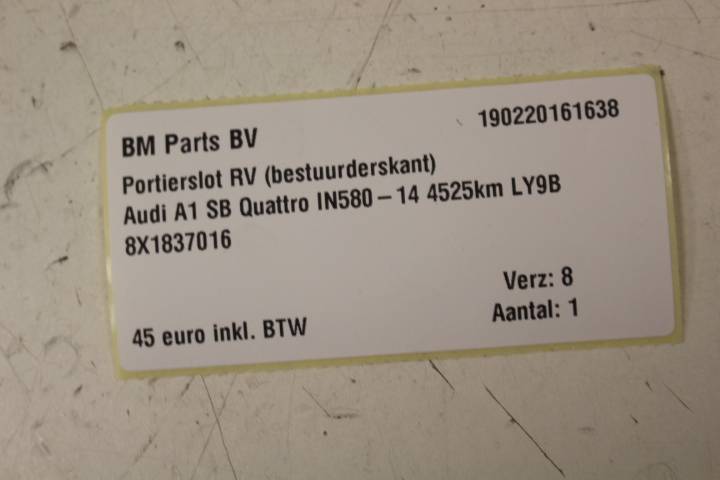 BM Parts BV
190220161638
Portierslot RV (bestuurderskant)
Audi A1 SB Quattro IN580-14 4525km LY9B
8X1837016
Verz: 8
45 euro inkl. BTW
Aantal: 1